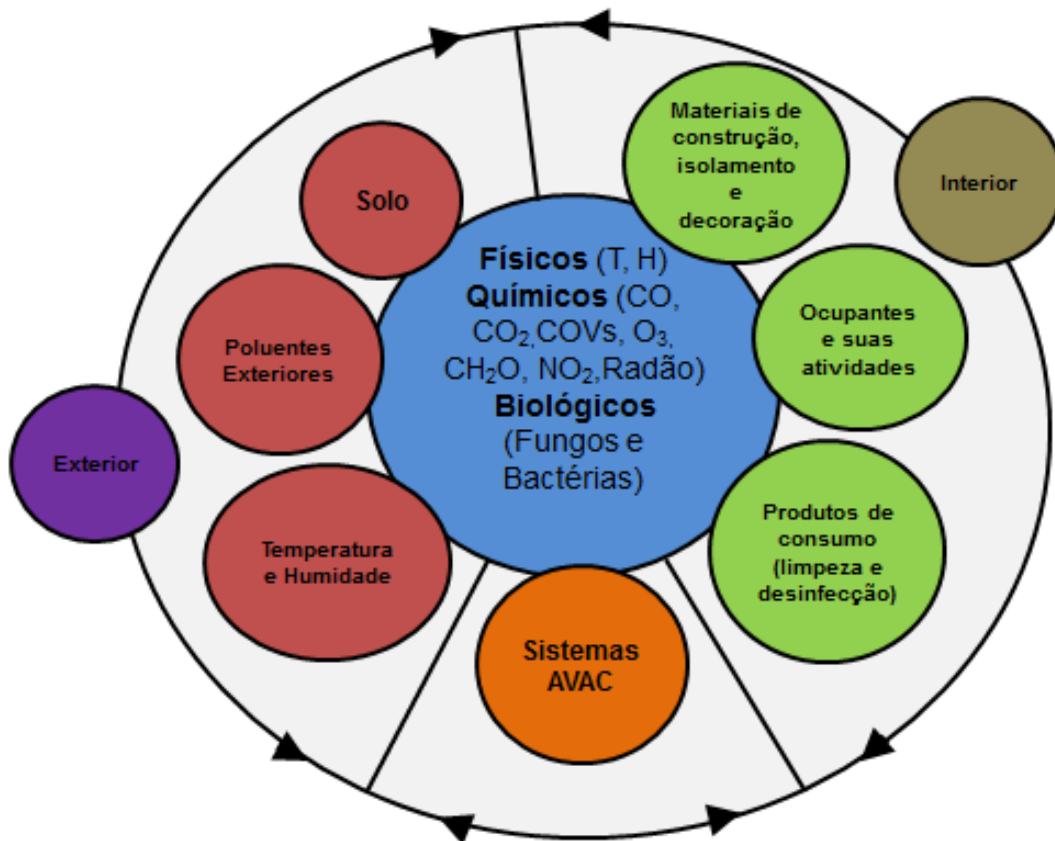 Materiais de
construção,
isolamento
e
decoração
Interior
Solo
Físicos (T, H)
Químicos (CO,
CO₂,COVs, O₃,
CH₂O, NO₂,Radão)
Biológicos
(Fungos e
Bactérias)
Ocupantes
e suas
atividades
Poluentes
Exteriores
Exterior
Temperatura
e Humidade
Produtos de
consumo
(limpeza e
desinfecção)
Sistemas
AVAC